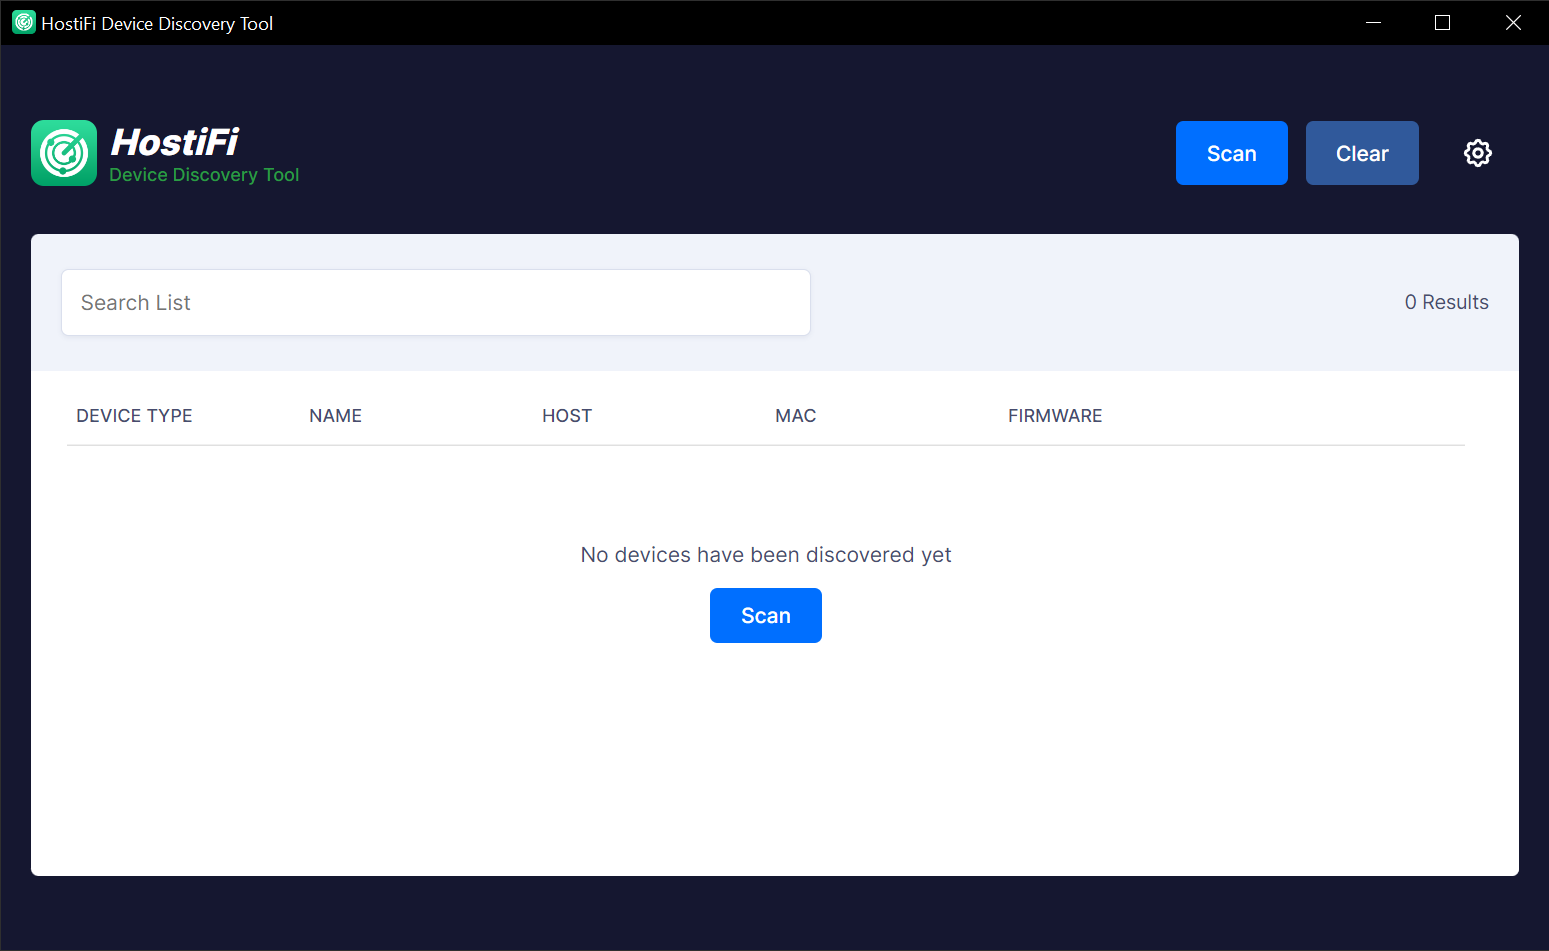 HostiFi Device Discovery Tool
HostiFi
Device Discovery Tool
Scan
Clear
Search List
0 Results
DEVICE TYPE NAME HOST MAC FIRMWARE
No devices have been discovered yet
Scan